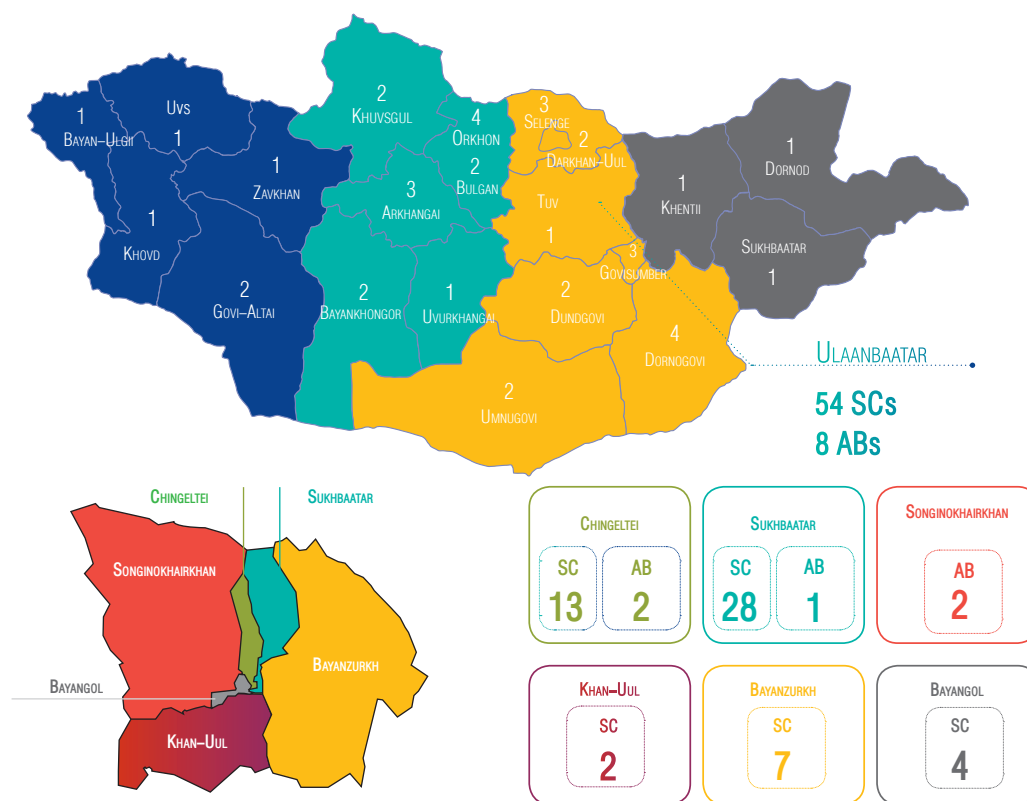 1
Bayan-Ulgii
Uvs
1
1
Zavkhan
1
Khovd
2
Govi-Altai
2
Khuvsgul
4
Orkhon
2
Bulgan
3
Arkhangai
2
Bayankhongor
1
Uvurkhangai
3
Selenge
2
Darkhan-Uul
Tuv
1
3
Govisumber
2
Dundgovi
4
Dornogovi
2
Umnugovi
1
Khentii
1
Dornod
Sukhbaatar
1
Ulaanbaatar
54 SCs
8 ABs
Chingeltei
Sukhbaatar
Songinokhairkhan
Bayanzurkh
Bayangol
Khan-Uul
Chingeltei
SC
13
AB
2
Sukhbaatar
SC
28
AB
1
Songinokhairkhan
AB
2
Khan-Uul
SC
2
Bayanzurkh
SC
7
Bayangol
SC
4